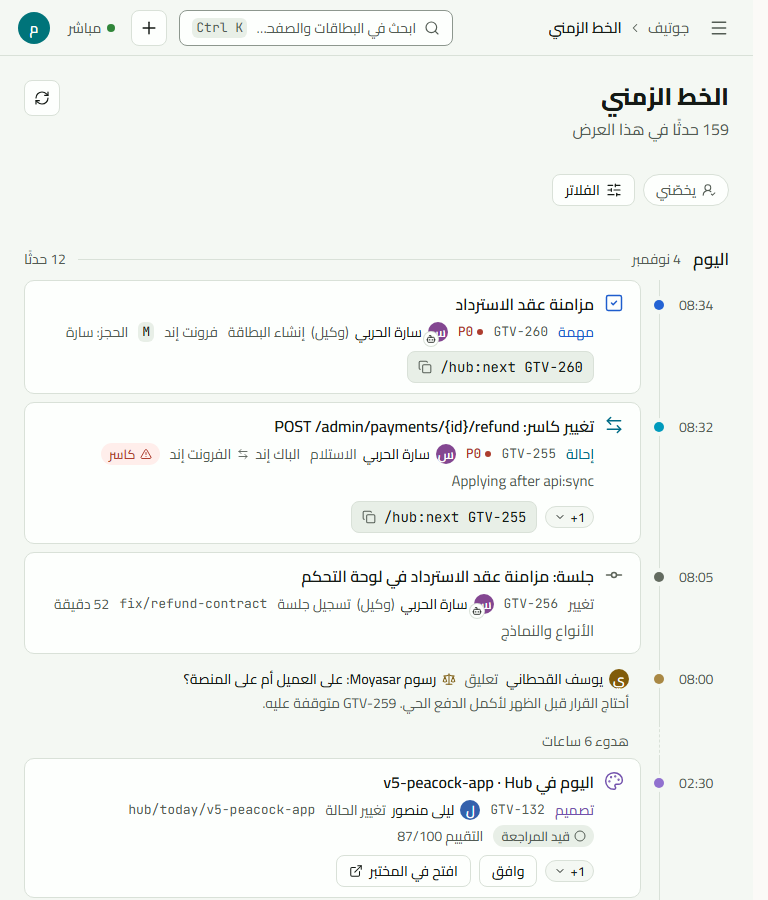 جوتيف > الخط الزمني
ابحث في البطاقات والصفحـ... Ctrl K
مباشر
م
الخط الزمني
159 حدثًا في هذا العرض
يخصّني
الفلاتر
اليوم 4 نوفمبر 12 حدثًا
08:34
مزامنة عقد الاسترداد
مهمة GTV-260 P0 س سارة الحربي (وكيل) إنشاء البطاقة فرونت إند M الحجز: سارة
/hub:next GTV-260
08:32
تغيير كاسر: POST /admin/payments/{id}/refund
إحالة GTV-255 P0 س سارة الحربي الاستلام الباك إند ⇆ الفرونت إند كاسر
Applying after api:sync
+1 /hub:next GTV-255
08:05
جلسة: مزامنة عقد الاسترداد في لوحة التحكم
تغيير GTV-256 س سارة الحربي (وكيل) تسجيل جلسة fix/refund-contract 52 دقيقة
الأنواع والنماذج
08:00
ي يوسف القحطاني تعليق رسوم Moyasar: على العميل أم على المنصة؟
أحتاج القرار قبل الظهر لأكمل الدفع الحي. GTV-259 متوقفة عليه.
هدوء 6 ساعات
02:30
اليوم في v5-peacock-app · Hub
تصميم GTV-132 ل ليلى منصور تغيير الحالة hub/today/v5-peacock-app
قيد المراجعة التقييم 87/100
+1 وافق افتح في المختبر